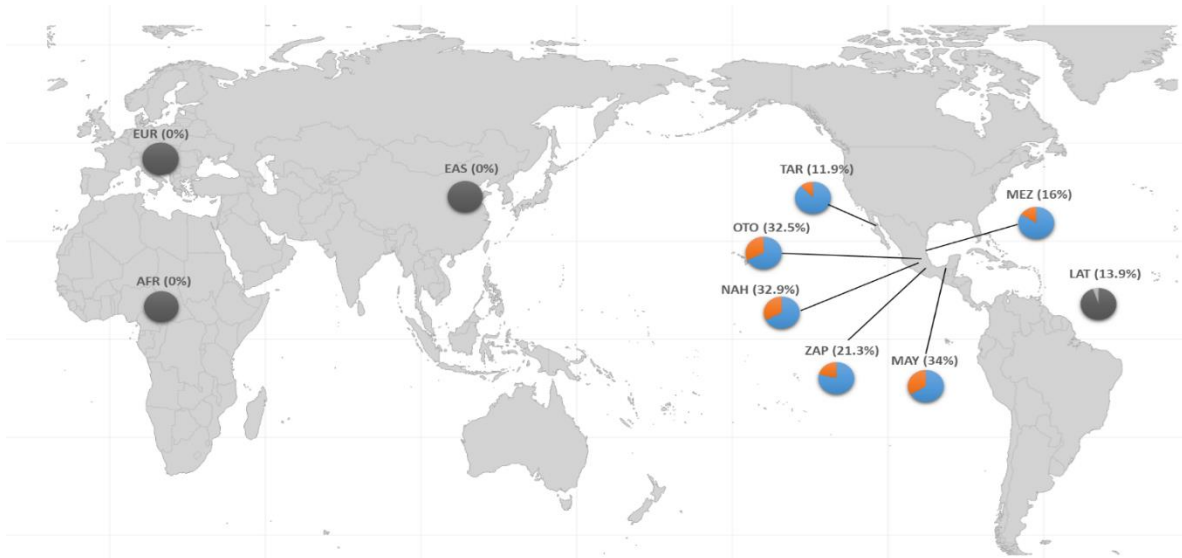 EUR (0%)
EAS (0%)
TAR (11.9%)
MEZ (16%)
OTO (32.5%)
AFR (0%)
LAT (13.9%)
NAH (32.9%)
ZAP (21.3%)
MAY (34%)